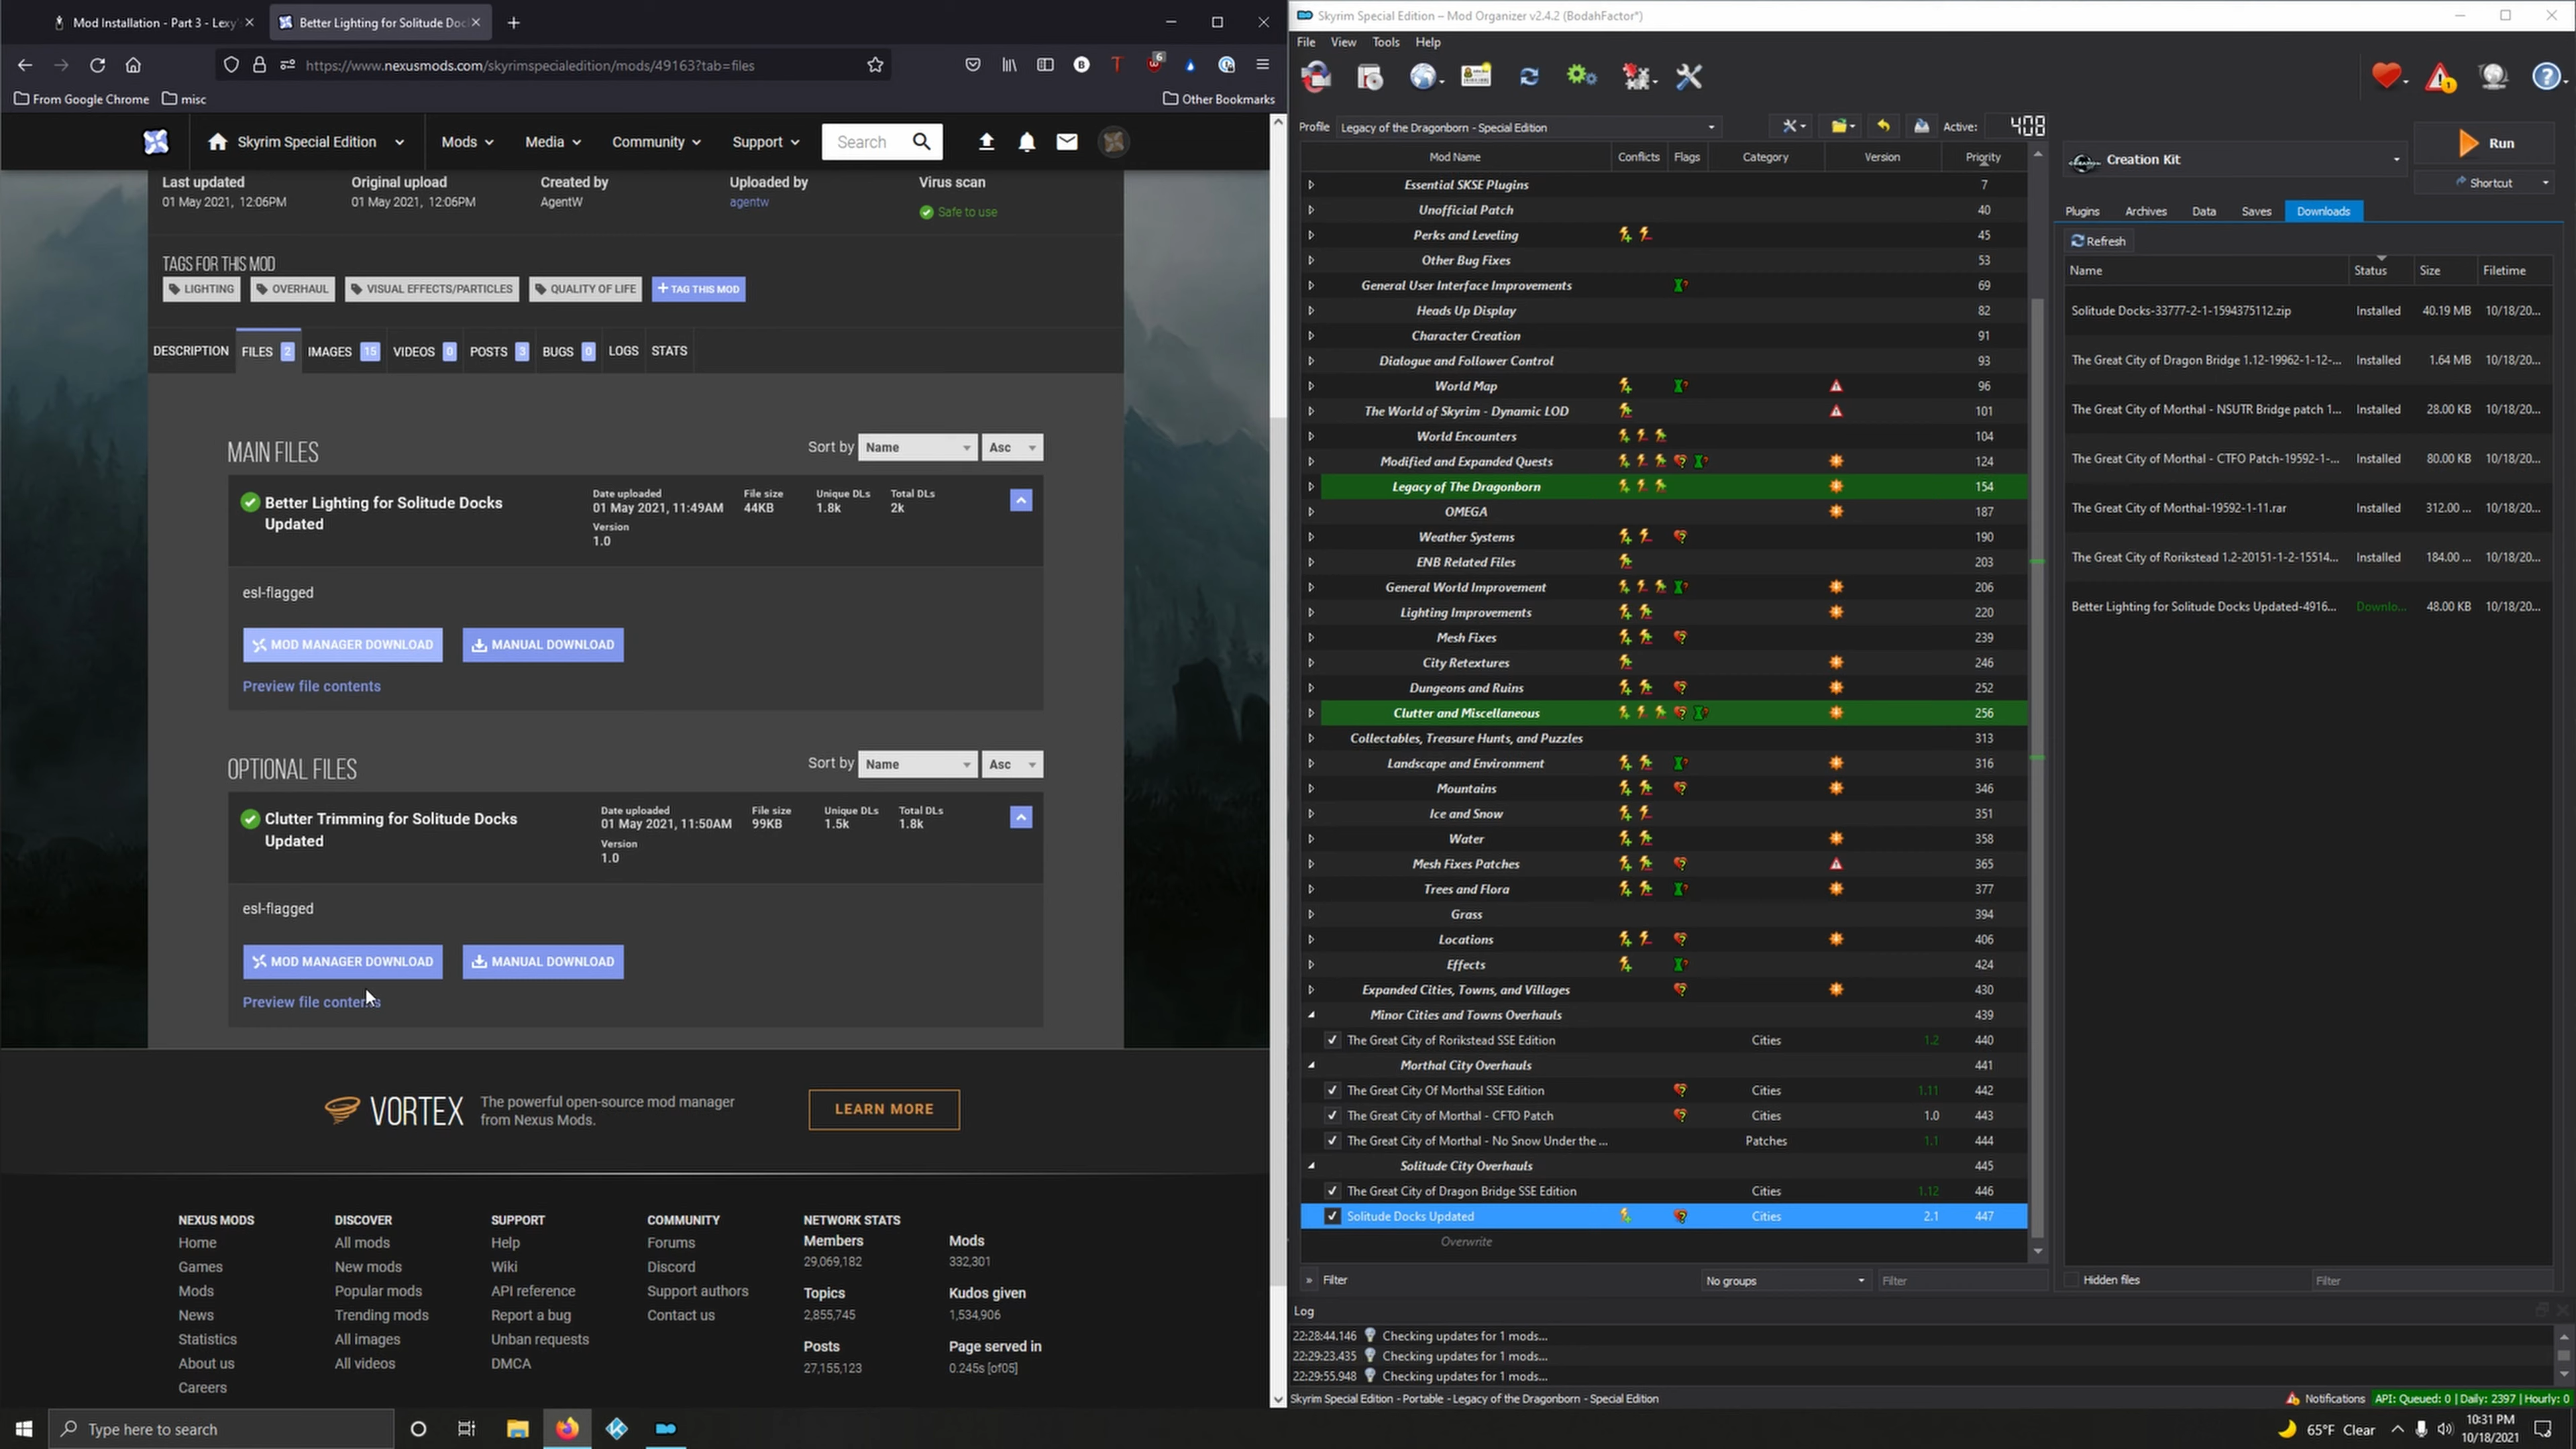 Mod Installation - Part 3 - Lexy'
Better Lighting for Solitude Doc
https://www.nexusmods.com/skyrimspecialedition/mods/49163?tab=files
6
From Google Chrome
misc
Other Bookmarks
Skyrim Special Edition
Mods
Media
Community
Support
Search
Last updated
Original upload
Created by
Uploaded by
Virus scan
01 May 2021, 12:06PM
01 May 2021, 12:06PM
AgentW
agentw
Safe to use
TAGS FOR THIS MOD
LIGHTING
OVERHAUL
VISUAL EFFECTS/PARTICLES
QUALITY OF LIFE
+ TAG THIS MOD
DESCRIPTION
FILES 2
IMAGES 15
VIDEOS 0
POSTS 3
BUGS 0
LOGS
STATS
MAIN FILES
Sort by
Name
Asc
Better Lighting for Solitude Docks
Updated
Date uploaded
01 May 2021, 11:49AM
File size
44KB
Unique DLs
1.8k
Total DLs
2k
Version
1.0
esl-flagged
MOD MANAGER DOWNLOAD
MANUAL DOWNLOAD
Preview file contents
OPTIONAL FILES
Sort by
Name
Asc
Clutter Trimming for Solitude Docks
Updated
Date uploaded
01 May 2021, 11:50AM
File size
99KB
Unique DLs
1.5k
Total DLs
1.8k
Version
1.0
esl-flagged
MOD MANAGER DOWNLOAD
MANUAL DOWNLOAD
Preview file contents
VORTEX
The powerful open-source mod manager
from Nexus Mods.
LEARN MORE
NEXUS MODS
Home
Games
Mods
News
Statistics
About us
Careers
DISCOVER
All mods
New mods
Popular mods
Trending mods
All images
All videos
SUPPORT
Help
Wiki
API reference
Report a bug
Unban requests
DMCA
COMMUNITY
Forums
Discord
Support authors
Contact us
NETWORK STATS
Members
29,069,182
Mods
332,301
Topics
2,855,745
Kudos given
1,534,906
Posts
27,155,123
Page served in
0.245s [of05]
Skyrim Special Edition – Mod Organizer v2.4.2 (BodahFactor*)
File
View
Tools
Help
Profile
Legacy of the Dragonborn - Special Edition
Active:
408
Mod Name
Conflicts
Flags
Category
Version
Priority
Essential SKSE Plugins 7
Unofficial Patch 40
Perks and Leveling 45
Other Bug Fixes 53
General User Interface Improvements 69
Heads Up Display 82
Character Creation 91
Dialogue and Follower Control 93
World Map 96
The World of Skyrim - Dynamic LOD 101
World Encounters 104
Modified and Expanded Quests 124
Legacy of The Dragonborn 154
OMEGA 187
Weather Systems 190
ENB Related Files 203
General World Improvement 206
Lighting Improvements 220
Mesh Fixes 239
City Retextures 246
Dungeons and Ruins 252
Clutter and Miscellaneous 256
Collectables, Treasure Hunts, and Puzzles 313
Landscape and Environment 316
Mountains 346
Ice and Snow 351
Water 358
Mesh Fixes Patches 365
Trees and Flora 377
Grass 394
Locations 406
Effects 424
Expanded Cities, Towns, and Villages 430
Minor Cities and Towns Overhauls 439
The Great City of Rorikstead SSE Edition Cities 1.2 440
Morthal City Overhauls 441
The Great City Of Morthal SSE Edition Cities 1.11 442
The Great City of Morthal - CFTO Patch Cities 1.0 443
The Great City of Morthal - No Snow Under the ... Patches 1.1 444
Solitude City Overhauls 445
The Great City of Dragon Bridge SSE Edition Cities 1.12 446
Solitude Docks Updated Cities 2.1 447
Overwrite
Filter
No groups
Filter
Creation Kit
Run
Shortcut
Plugins
Archives
Data
Saves
Downloads
Refresh
Name
Status
Size
Filetime
Solitude Docks-33777-2-1-1594375112.zip Installed 40.19 MB 10/18/20...
The Great City of Dragon Bridge 1.12-19962-1-12-... Installed 1.64 MB 10/18/20...
The Great City of Morthal - NSUTR Bridge patch 1... Installed 28.00 KB 10/18/20...
The Great City of Morthal - CTFO Patch-19592-1-... Installed 80.00 KB 10/18/20...
The Great City of Morthal-19592-1-11.rar Installed 312.00 ... 10/18/20...
The Great City of Rorikstead 1.2-20151-1-2-15514... Installed 184.00 ... 10/18/20...
Better Lighting for Solitude Docks Updated-4916... Downlo... 48.00 KB 10/18/20...
Hidden files
Filter
Log
22:28:44.146 Checking updates for 1 mods...
22:29:23.435 Checking updates for 1 mods...
22:29:55.948 Checking updates for 1 mods...
Skyrim Special Edition - Portable - Legacy of the Dragonborn - Special Edition
Notifications
API: Queued: 0 | Daily: 2397 | Hourly: 0
Type here to search
65°F Clear
10:31 PM
10/18/2021